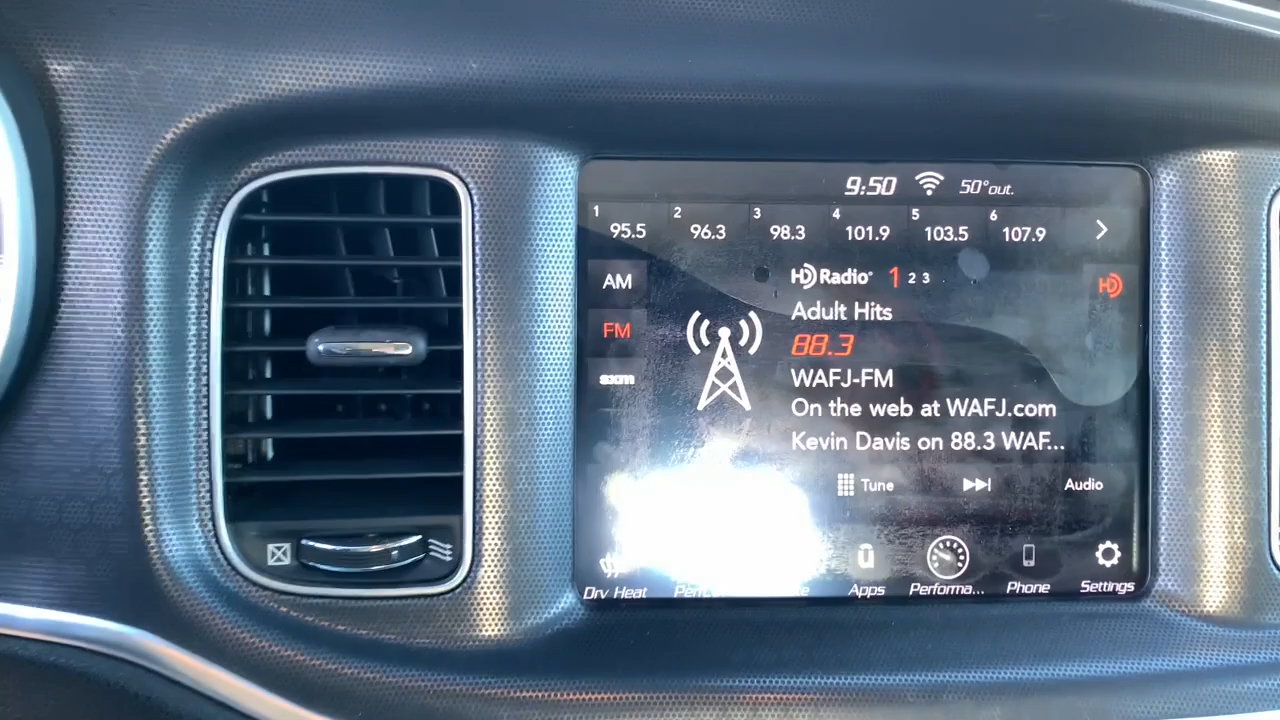 9:50 50°out.
1 2 3 4 5 6
95.5 96.3 98.3 101.9 103.5 107.9
AM
FM
sxm
HD Radio 1 2 3
HD
Adult Hits
88.3
WAFJ-FM
On the web at WAFJ.com
Kevin Davis on 88.3 WAF...
Tune Audio
Drv Heat Apps Performa... Phone Settings